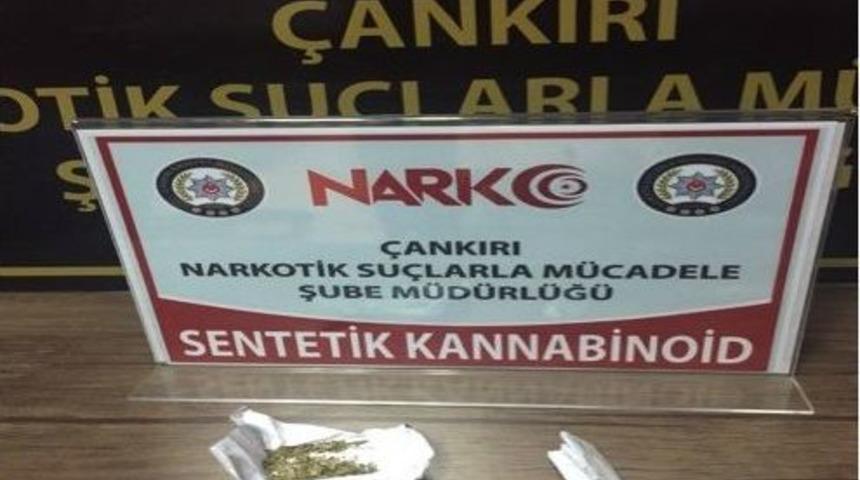 ÇANKIRI
OTİK SUÇLARLA MÜ
Ş
NARKO
ÇANKIRI
NARKOTİK SUÇLARLA MÜCADELE
ŞUBE MÜDÜRLÜĞÜ
SENTETİK KANNABİNOİD